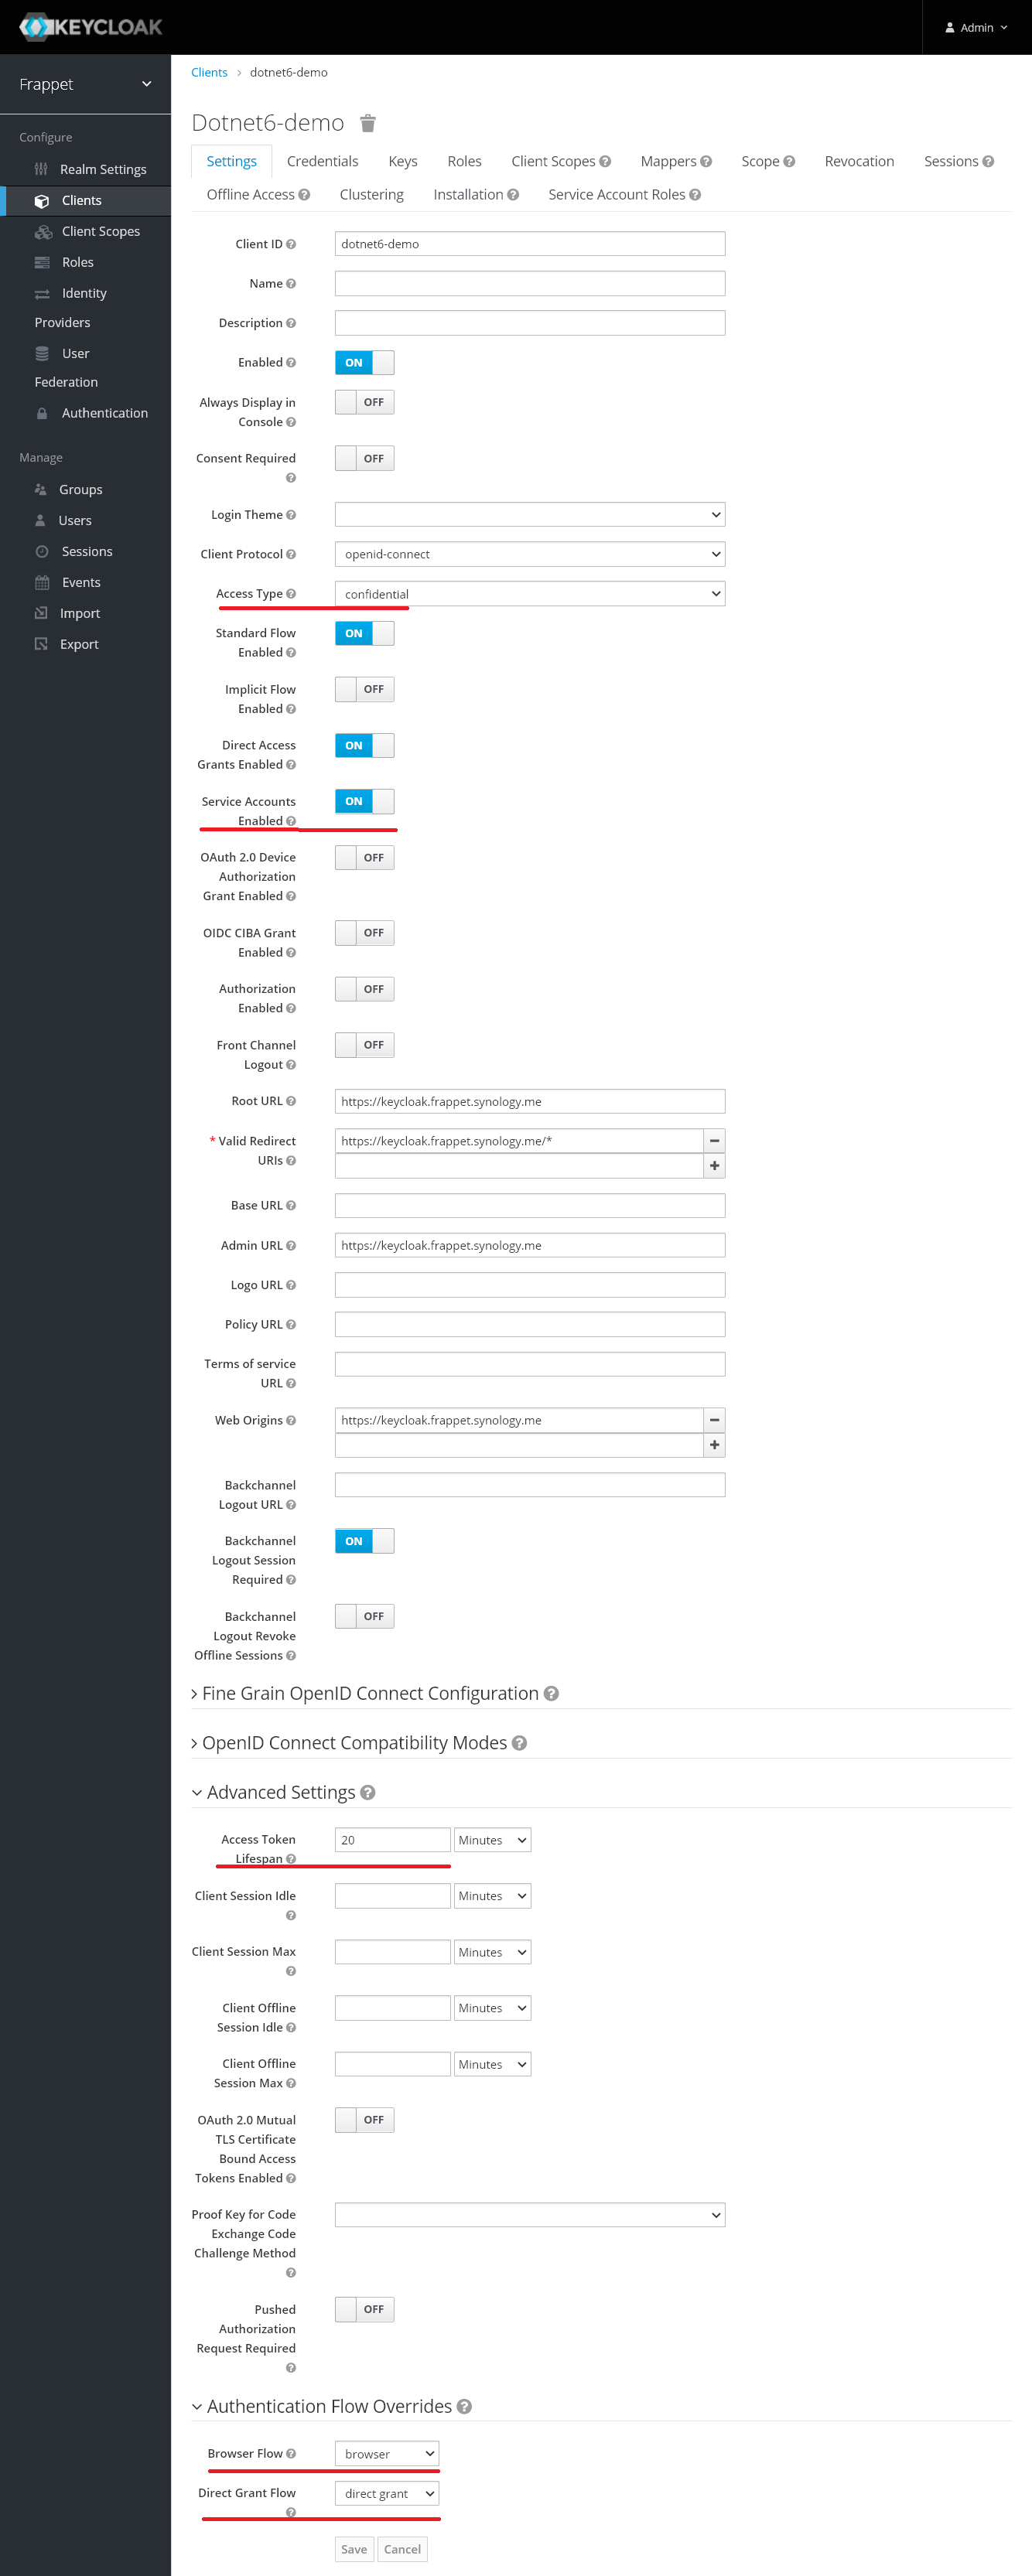 KEYCLOAK
Admin
Frappet
Configure
Realm Settings
Clients
Client Scopes
Roles
Identity
Providers
User
Federation
Authentication
Manage
Groups
Users
Sessions
Events
Import
Export
Clients > dotnet6-demo
Dotnet6-demo
Settings Credentials Keys Roles Client Scopes Mappers Scope Revocation Sessions
Offline Access Clustering Installation Service Account Roles
Client ID dotnet6-demo
Name
Description
Enabled ON
Always Display in
Console
OFF
Consent Required OFF
Login Theme
Client Protocol openid-connect
Access Type confidential
Standard Flow
Enabled
ON
Implicit Flow
Enabled
OFF
Direct Access
Grants Enabled
ON
Service Accounts
Enabled
ON
OAuth 2.0 Device
Authorization
Grant Enabled
OFF
OIDC CIBA Grant
Enabled
OFF
Authorization
Enabled
OFF
Front Channel
Logout
OFF
Root URL https://keycloak.frappet.synology.me
* Valid Redirect
URIs
https://keycloak.frappet.synology.me/*
Base URL
Admin URL https://keycloak.frappet.synology.me
Logo URL
Policy URL
Terms of service
URL
Web Origins https://keycloak.frappet.synology.me
Backchannel
Logout URL
Backchannel
Logout Session
Required
ON
Backchannel
Logout Revoke
Offline Sessions
OFF
Fine Grain OpenID Connect Configuration
OpenID Connect Compatibility Modes
Advanced Settings
Access Token
Lifespan
20 Minutes
Client Session Idle Minutes
Client Session Max Minutes
Client Offline
Session Idle
Minutes
Client Offline
Session Max
Minutes
OAuth 2.0 Mutual
TLS Certificate
Bound Access
Tokens Enabled
OFF
Proof Key for Code
Exchange Code
Challenge Method
Pushed
Authorization
Request Required
OFF
Authentication Flow Overrides
Browser Flow browser
Direct Grant Flow direct grant
Save Cancel